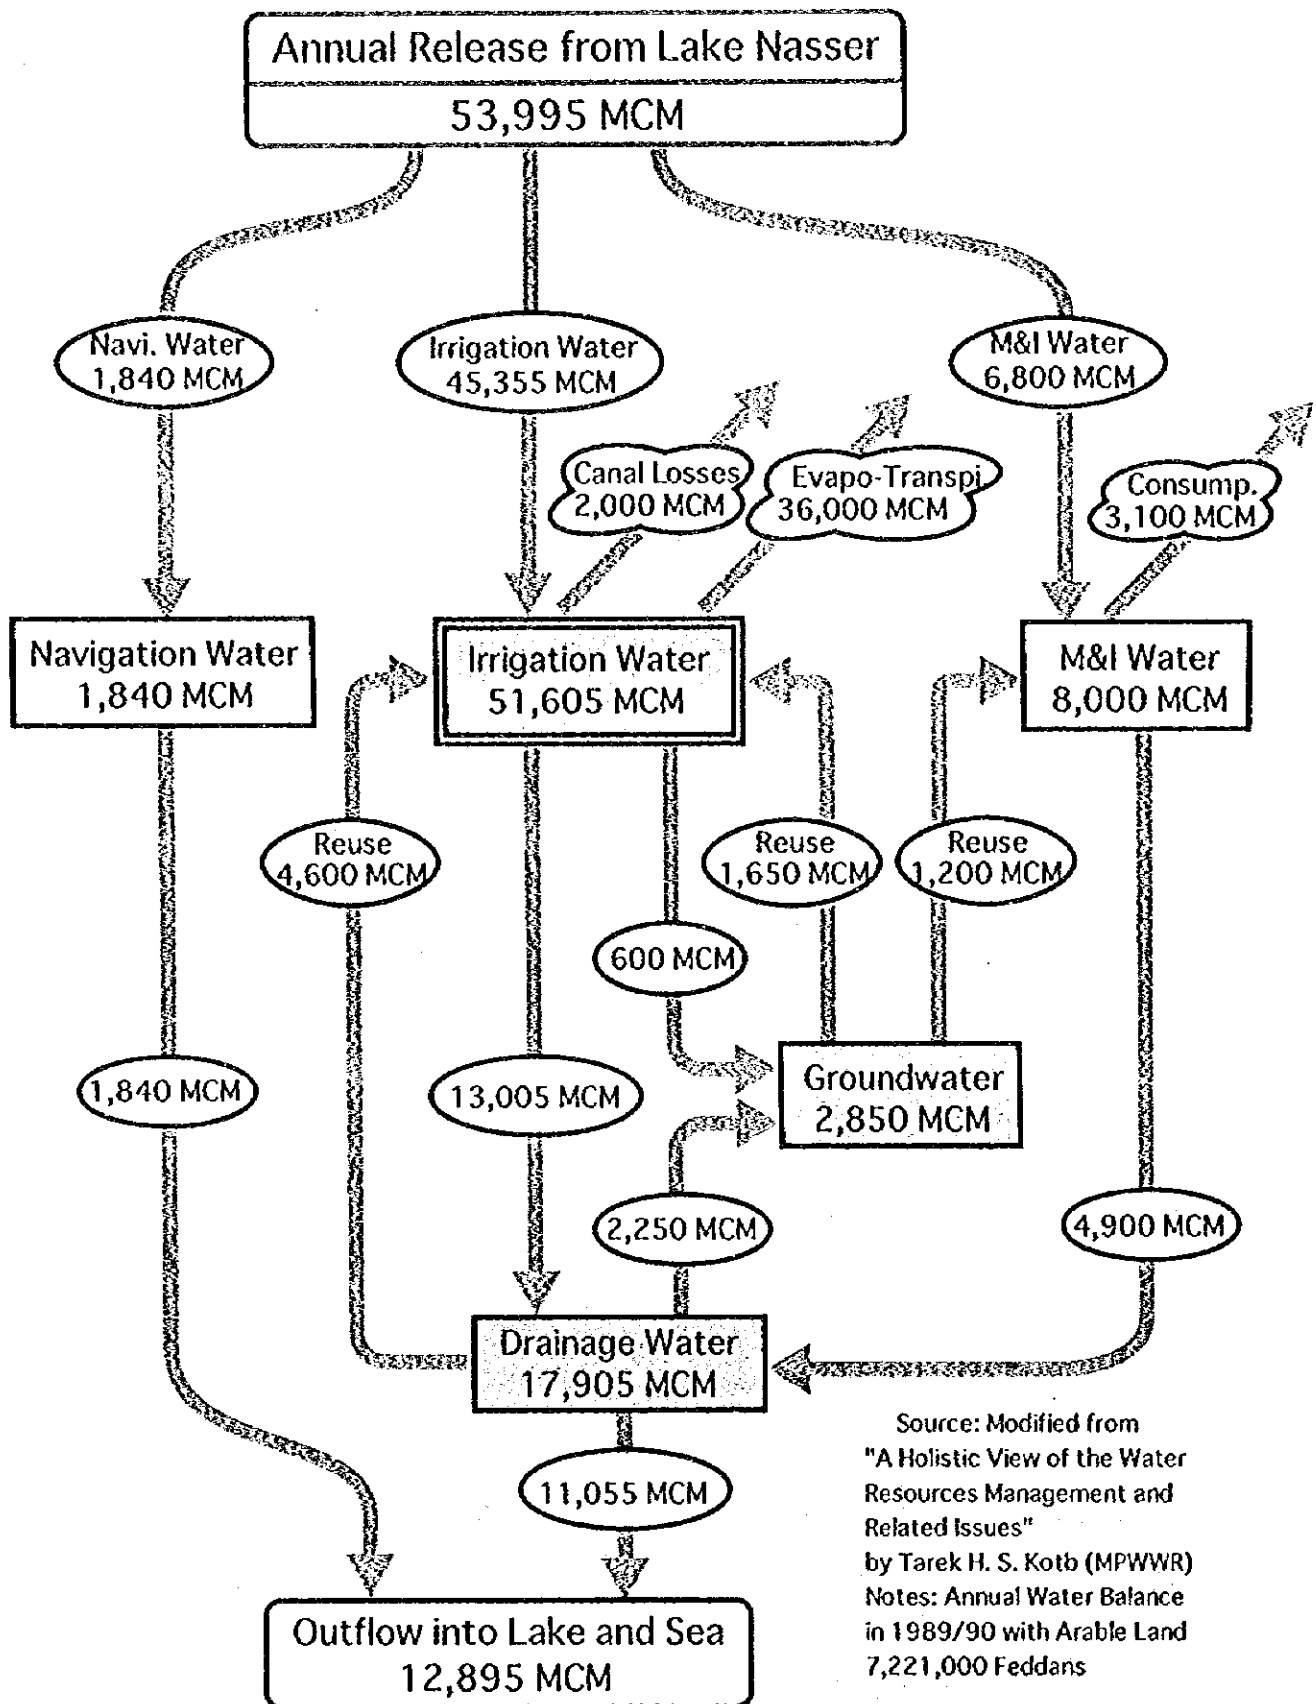 Annual Release from Lake Nasser
53,995 MCM
Navi. Water
1,840 MCM
Irrigation Water
45,355 MCM
M&I Water
6,800 MCM
Canal Losses
2,000 MCM
Evapo-Transpi
36,000 MCM
Consump.
3,100 MCM
Navigation Water
1,840 MCM
Irrigation Water
51,605 MCM
M&I Water
8,000 MCM
Reuse
4,600 MCM
Reuse
1,650 MCM
Reuse
1,200 MCM
600 MCM
1,840 MCM
13,005 MCM
Groundwater
2,850 MCM
2,250 MCM
4,900 MCM
Drainage Water
17,905 MCM
11,055 MCM
Outflow into Lake and Sea
12,895 MCM
Source: Modified from
"A Holistic View of the Water
Resources Management and
Related Issues"
by Tarek H. S. Kotb (MPWWR)
Notes: Annual Water Balance
in 1989/90 with Arable Land
7,221,000 Feddans